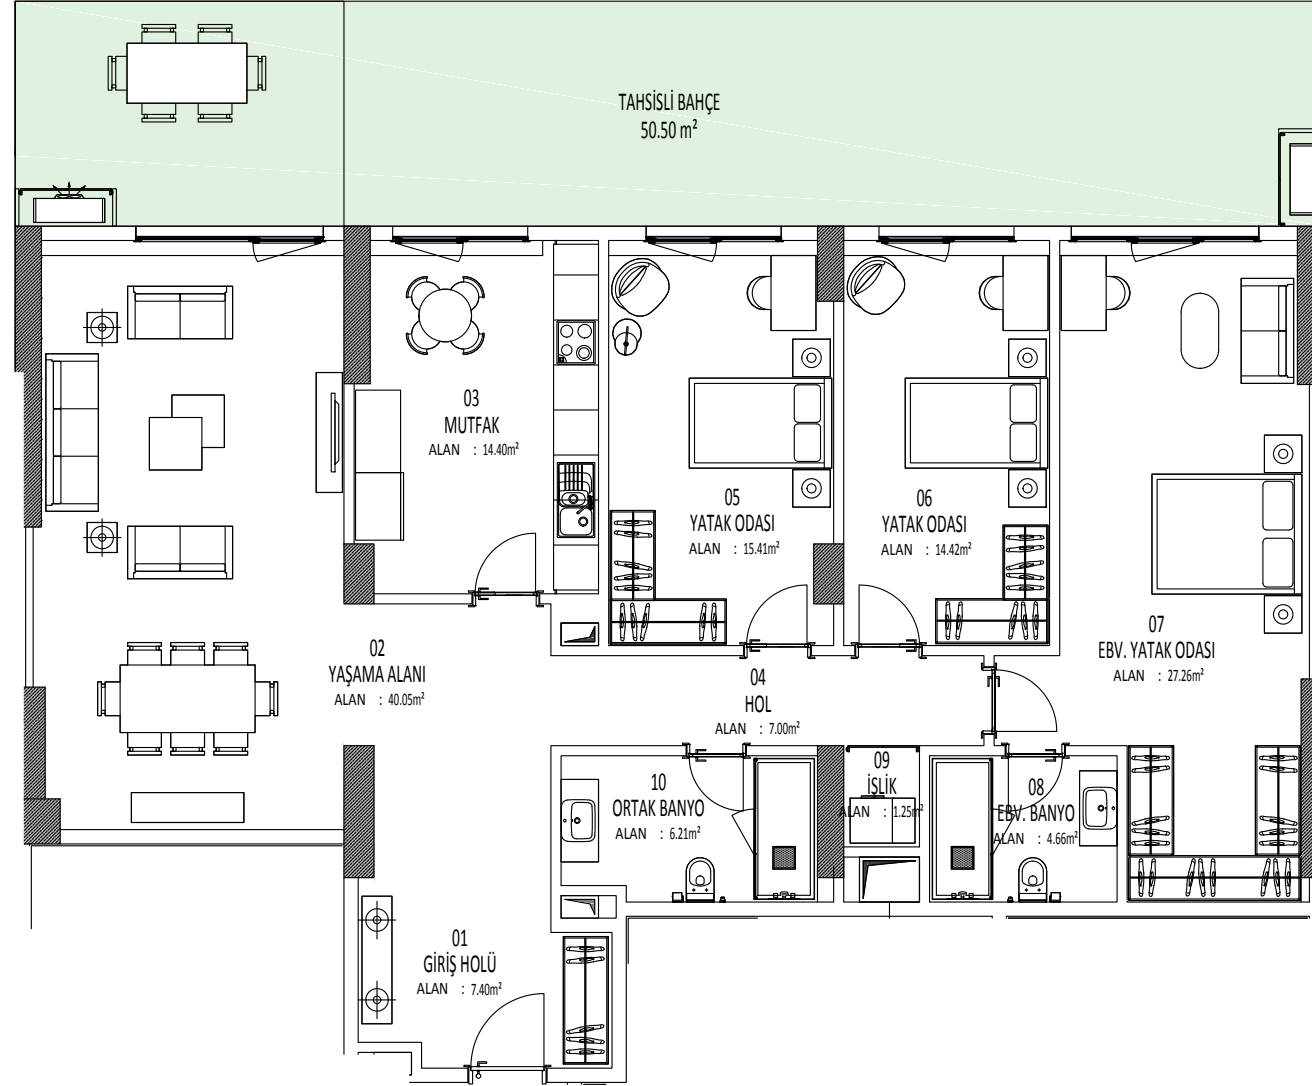 TAHSİSLİ BAHÇE
50.50 m²
03
MUTFAK
ALAN : 14.40m²
05
YATAK ODASI
ALAN : 15.41m²
06
YATAK ODASI
ALAN : 14.42m²
07
EBV. YATAK ODASI
ALAN : 27.26m²
02
YAŞAMA ALANI
ALAN : 40.05m²
04
HOL
ALAN : 7.00m²
10
ORTAK BANYO
ALAN : 6.21m²
09
İŞLİK
ALAN : 1.25m²
08
EBV. BANYO
ALAN : 4.66m²
01
GİRİŞ HOLÜ
ALAN : 7.40m²